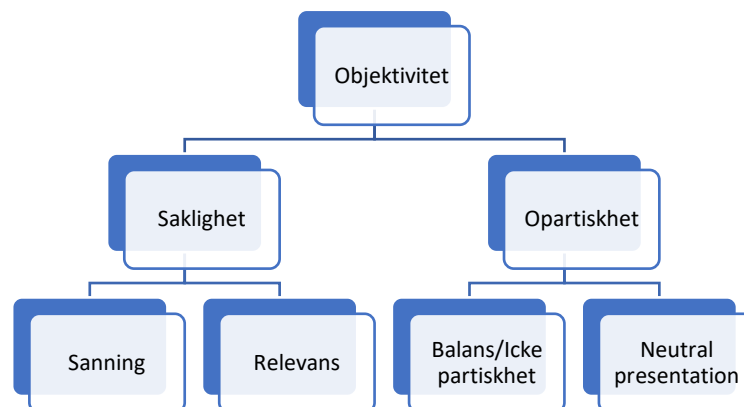 Objektivitet
Saklighet
Opartiskhet
Sanning
Relevans
Balans/Icke
partiskhet
Neutral
presentation